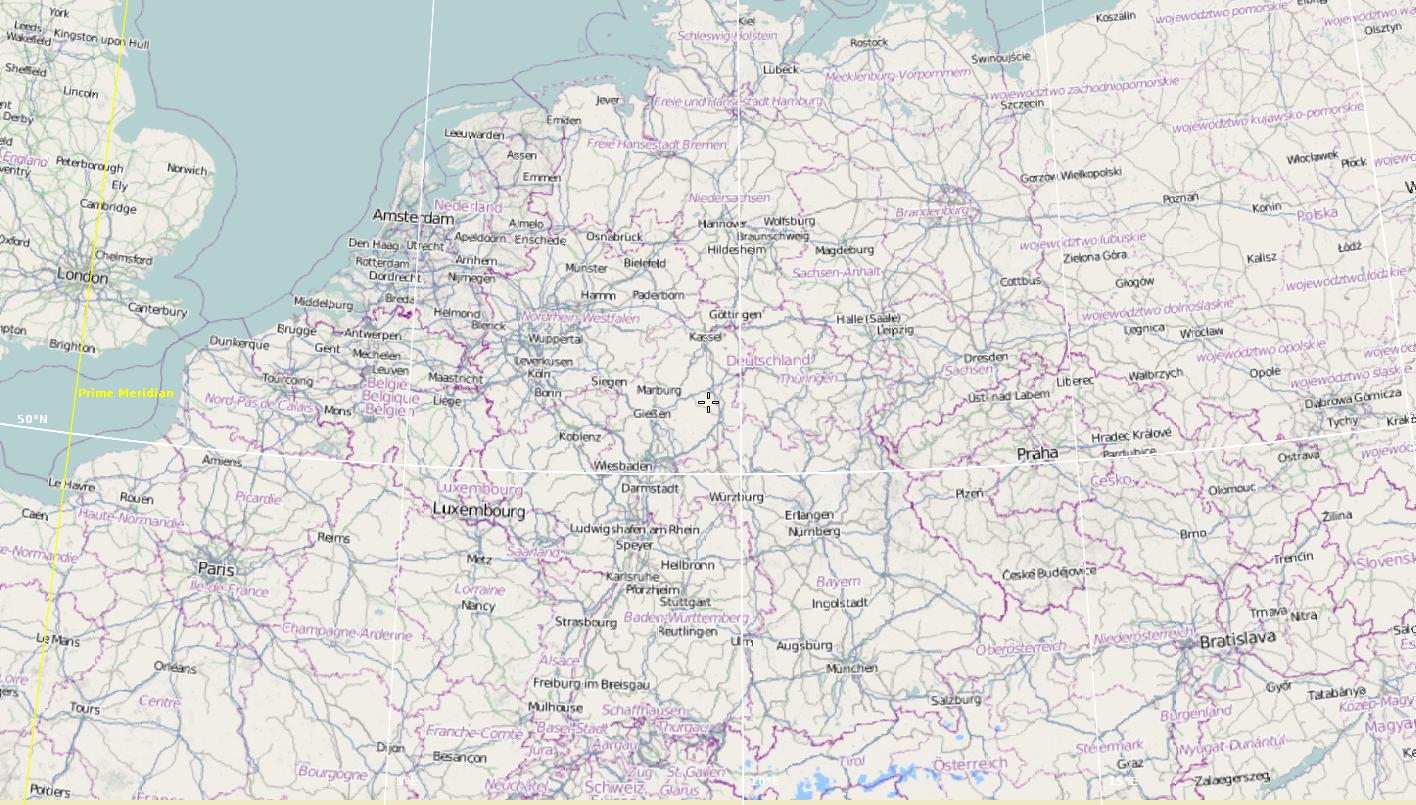 York
Kiel
Koszalin
województwo pomorskie
Leeds
Wakefield
Kingston upon Hull
Schleswig-Holstein
Rostock
Olsztyn
Świnoujście
Sheffield
Lübeck
Mecklenburg-Vorpommern
Lincoln
Jever
Freie und Hansestadt Hamburg
województwo zachodniopomorskie
Szczecin
Derby
Emden
województwo kujawsko-pomorskie
Leeuwarden
England
Peterborough
Norwich
Assen
Freie Hansestadt Bremen
Włocławek
Płock
Ely
Emmen
Gorzów Wielkopolski
Cambridge
Nederland
Niedersachsen
Poznań
Konin
Amsterdam
Almelo
Hannover
Wolfsburg
Brandenburg
Polska
Oxford
Den Haag
Utrecht
Apeldoorn
Enschede
Osnabrück
Braunschweig
Hildesheim
Magdeburg
województwo lubuskie
Łódź
Chelmsford
Rotterdam
Arnhem
Bielefeld
Zielona Góra
Kalisz
London
Dordrecht
Nijmegen
Münster
Sachsen-Anhalt
Cottbus
Głogów
województwo łódzkie
Canterbury
Middelburg
Breda
Hamm
Paderborn
Helmond
Blerick
Nordrhein-Westfalen
Göttingen
Halle (Saale)
Leipzig
województwo dolnośląskie
Legnica
Wrocław
Brighton
Dunkerque
Brugge
Antwerpen
Gent
Mechelen
Leuven
Wuppertal
Kassel
Deutschland
Dresden
województwo opolskie
Leverkusen
Köln
Maastricht
Tourcoing
België
Belgique
Belgien
Siegen
Marburg
Thüringen
Sachsen
Liberec
Wałbrzych
Opole
województwo śląskie
Prime Meridian
Nord-Pas de Calais
Mons
Liège
Bonn
Gießen
Ústí nad Labem
Dąbrowa Górnicza
Tychy
50°N
Koblenz
Hradec Králové
Praha
Pardubice
Ostrava
Amiens
Wiesbaden
Le Havre
Rouen
Picardie
Luxembourg
Darmstadt
Würzburg
Plzeň
Česko
Olomouc
Caen
Haute-Normandie
Luxembourg
Erlangen
Nürnberg
Žilina
Reims
Ludwigshafen am Rhein
Speyer
Brno
Saarland
Metz
Heilbronn
Trenčín
Paris
Île-de-France
Karlsruhe
Pforzheim
Bayern
České Budějovice
Lorraine
Nancy
Stuttgart
Ingolstadt
Strasbourg
Baden-Württemberg
Reutlingen
Trnava
Nitra
Champagne-Ardenne
Le Mans
Ulm
Augsburg
Oberösterreich
Niederösterreich
Bratislava
Orléans
Alsace
München
Freiburg im Breisgau
Győr
Tatabánya
Tours
Centre
Mulhouse
Schaffhausen
Salzburg
Burgenland
Franche-Comté
Basel-Stadt
Thurgau
Dijon
Besançon
Jura
Aargau
Steiermark
Nyugat-Dunántúl
Bourgogne
Zug
St. Gallen
Tirol
Österreich
Graz
Zalaegerszeg
Poitiers
Neuchâtel
Schweiz
Glarus